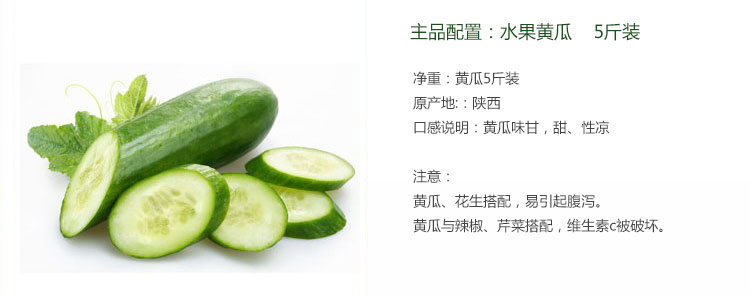 主品配置：水果黄瓜 5斤装
净重：黄瓜5斤装
原产地:：陕西
口感说明：黄瓜味甘，甜、性凉
注意：
黄瓜、花生搭配，易引起腹泻。
黄瓜与辣椒、芹菜搭配，维生素c被破坏。